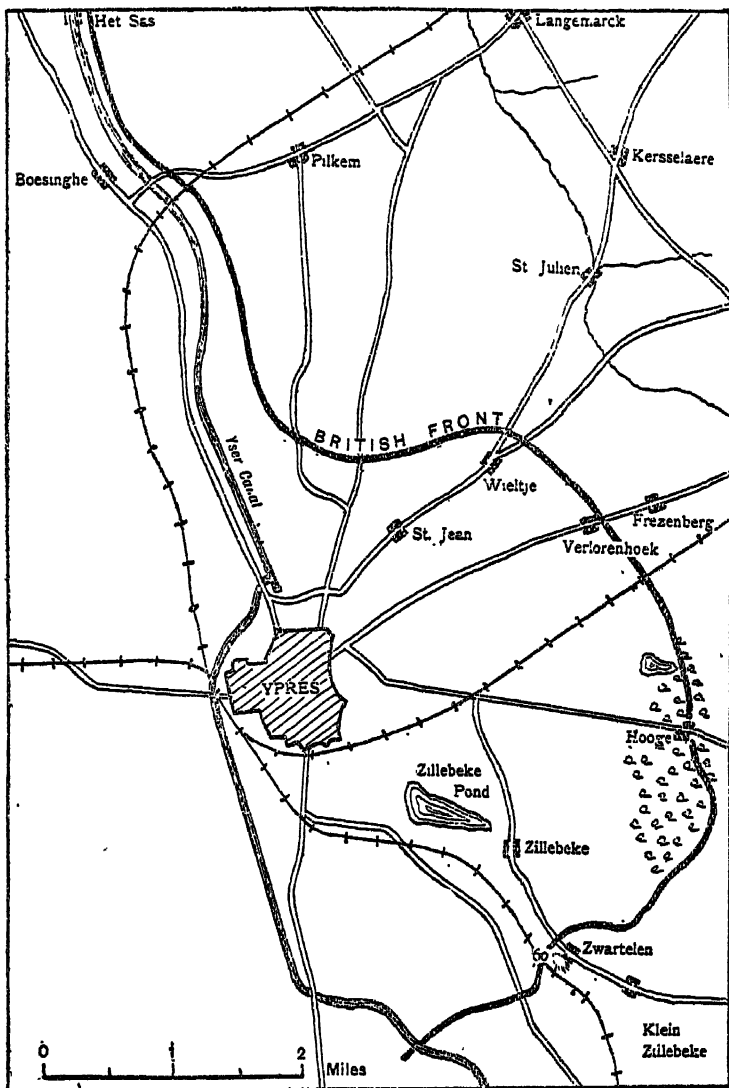 Het Sas
Langemarck
Boesinghe
Pilkem
Kersselaere
St Julien
BRITISH FRONT
Yser Canal
Wieltje
St. Jean
Frezenberg
Verlorenhoek
YPRES
Hooge
Zillebeke
Pond
Zillebeke
60
Zwartelen
Klein
Zillebeke
0 1 2
Miles